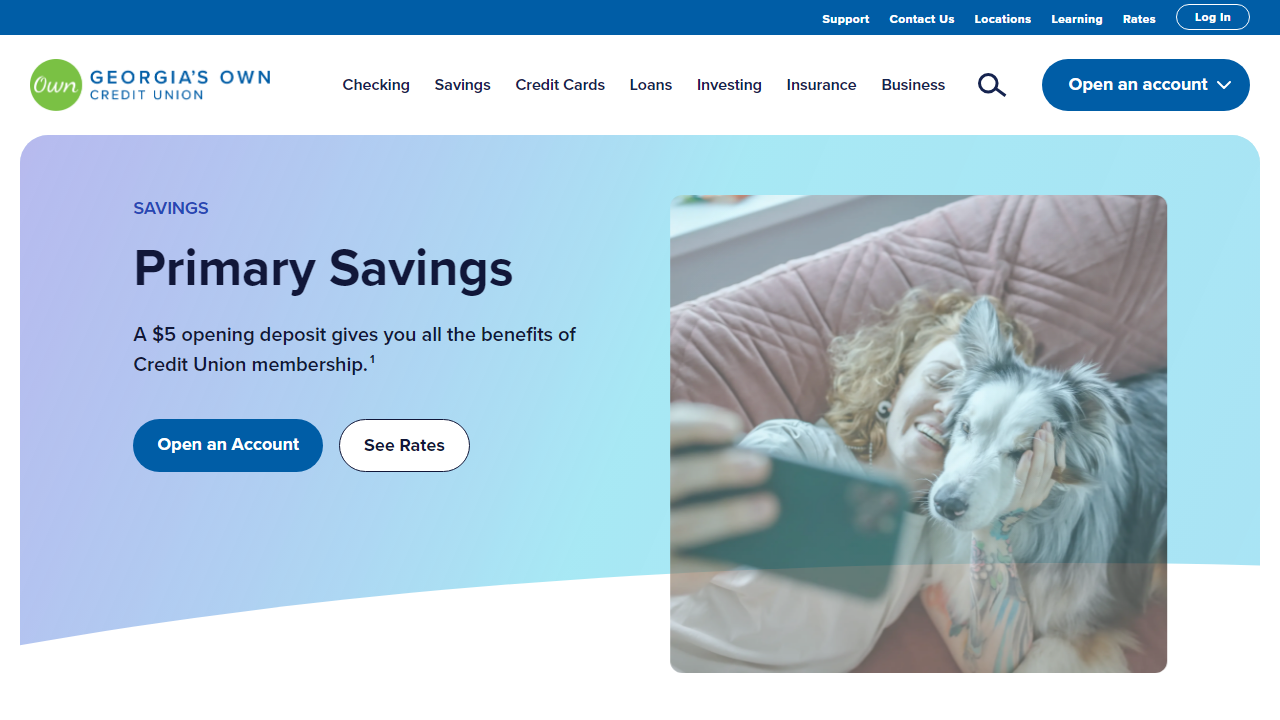 Support Contact Us Locations Learning Rates Log In
Own GEORGIA'S OWN
CREDIT UNION
Checking Savings Credit Cards Loans Investing Insurance Business Open an account
SAVINGS
Primary Savings
A $5 opening deposit gives you all the benefits of
Credit Union membership.¹
Open an Account See Rates